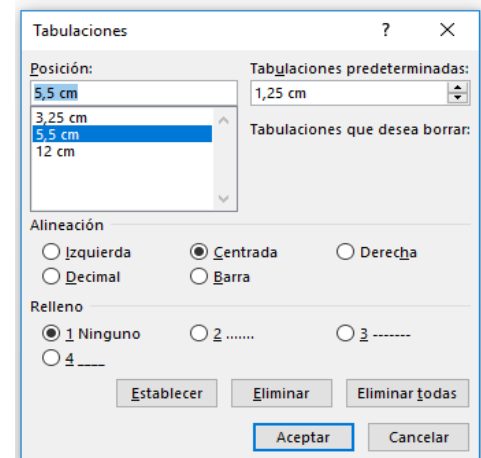 Tabulaciones ? ×
Posición: Tabulaciones predeterminadas:
5,5 cm 1,25 cm
3,25 cm
5,5 cm
12 cm
Tabulaciones que desea borrar:
Alineación
Izquierda Centrada Derecha
Decimal Barra
Relleno
1 Ninguno 2 ....... 3 -------
4 ____
Establecer Eliminar Eliminar todas
Aceptar Cancelar